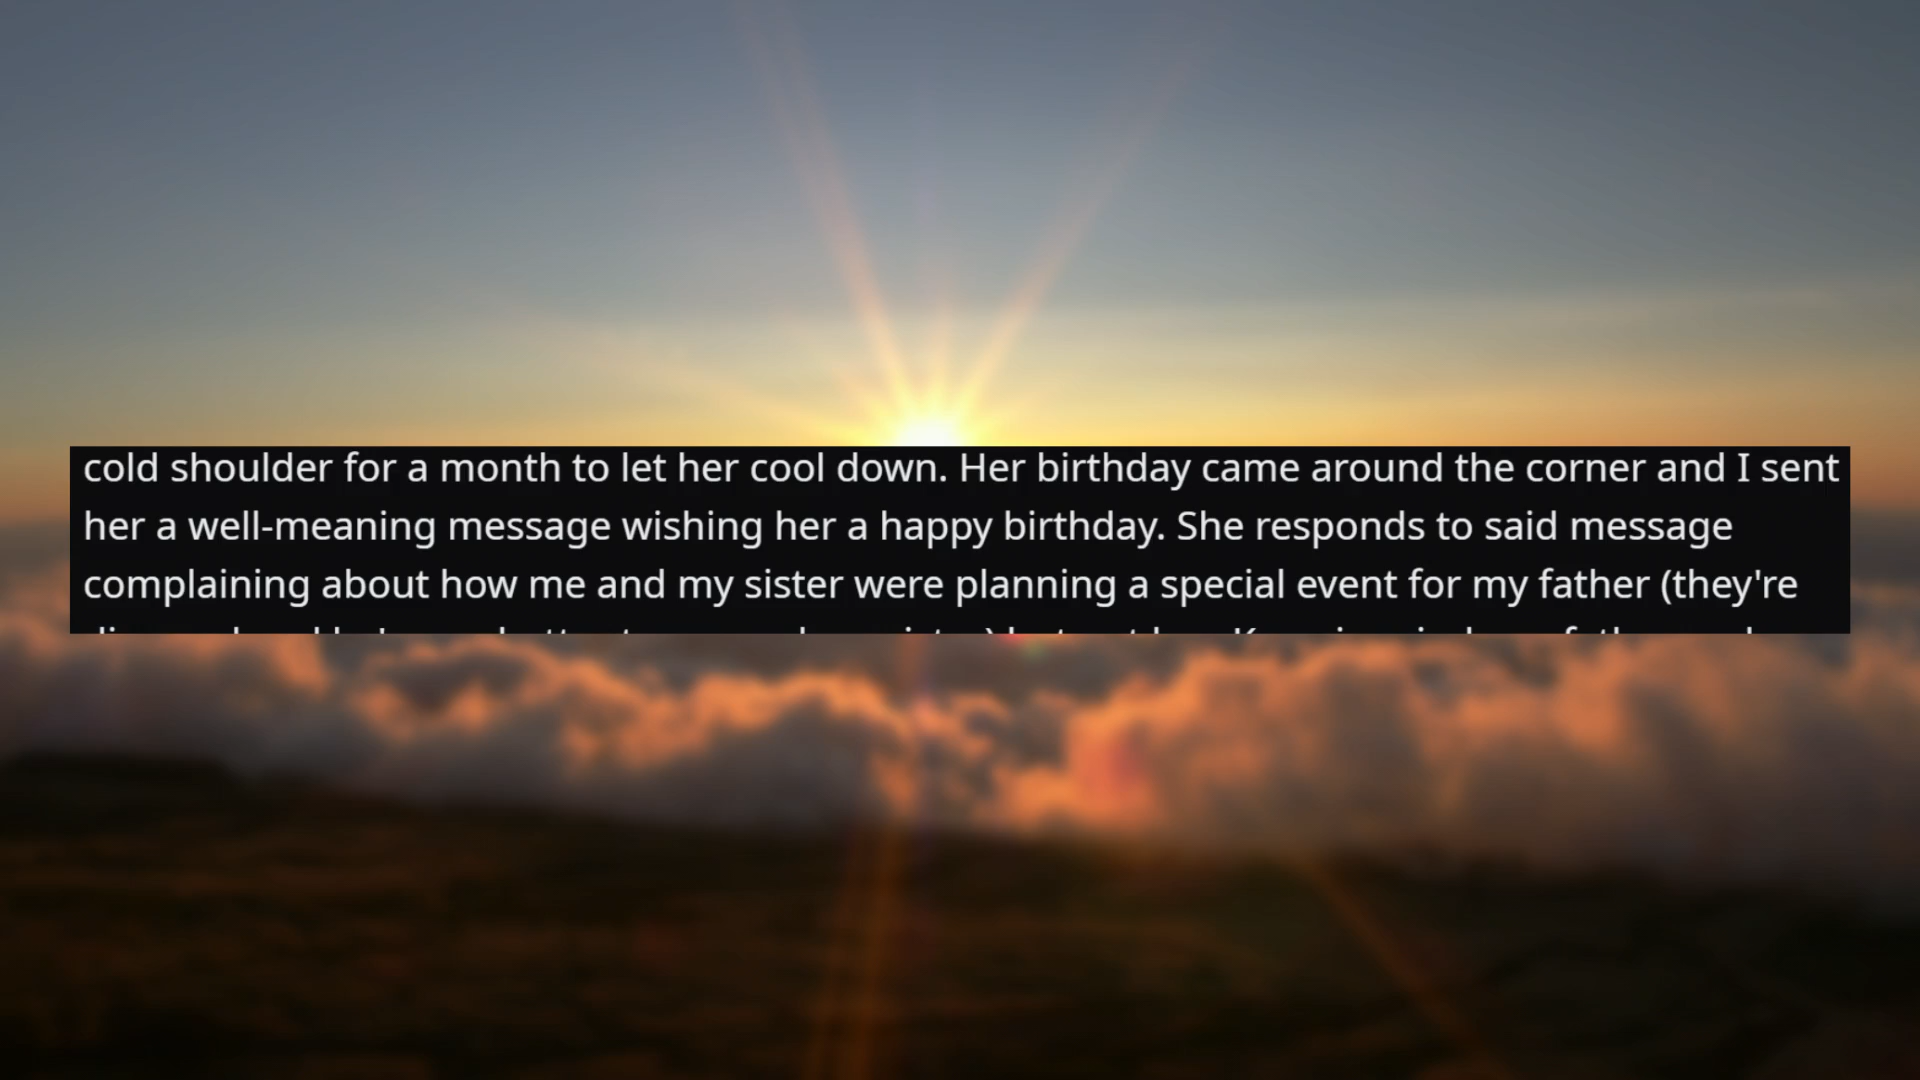 cold shoulder for a month to let her cool down. Her birthday came around the corner and I sent
her a well-meaning message wishing her a happy birthday. She responds to said message
complaining about how me and my sister were planning a special event for my father (they're